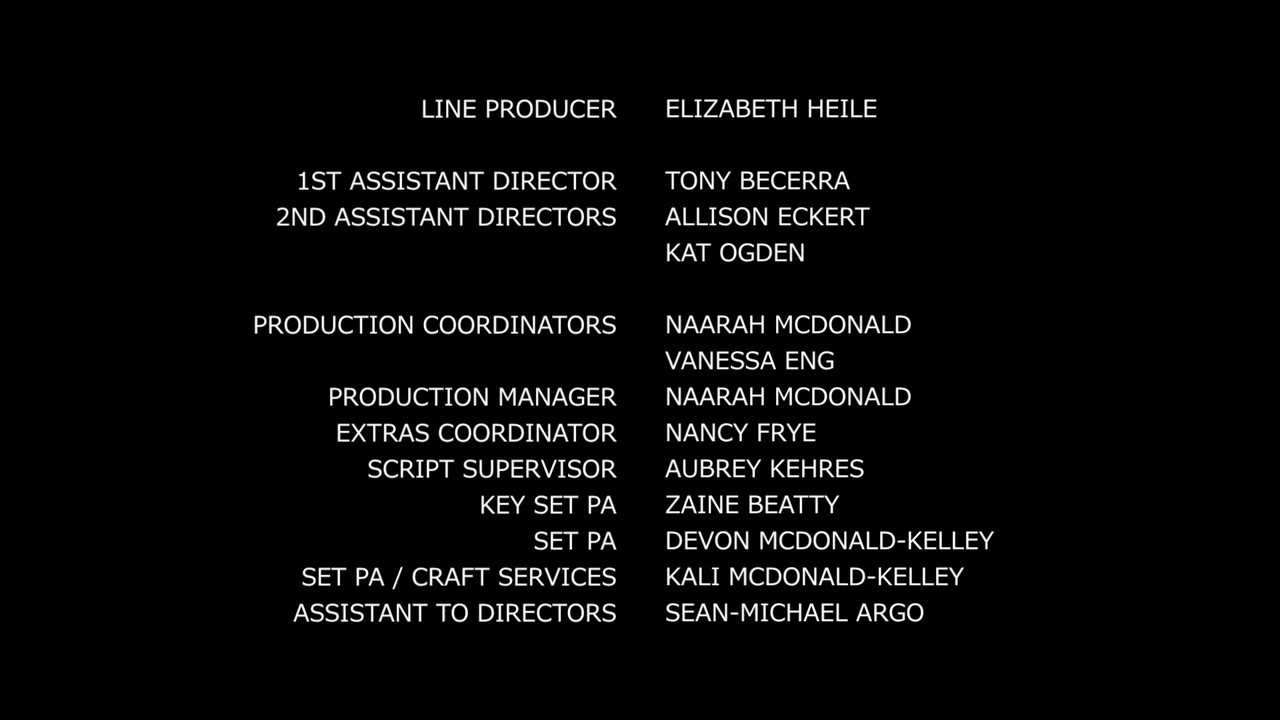 LINE PRODUCER ELIZABETH HEILE
1ST ASSISTANT DIRECTOR TONY BECERRA
2ND ASSISTANT DIRECTORS ALLISON ECKERT
KAT OGDEN
PRODUCTION COORDINATORS NAARAH MCDONALD
VANESSA ENG
PRODUCTION MANAGER NAARAH MCDONALD
EXTRAS COORDINATOR NANCY FRYE
SCRIPT SUPERVISOR AUBREY KEHRES
KEY SET PA ZAINE BEATTY
SET PA DEVON MCDONALD-KELLEY
SET PA / CRAFT SERVICES KALI MCDONALD-KELLEY
ASSISTANT TO DIRECTORS SEAN-MICHAEL ARGO